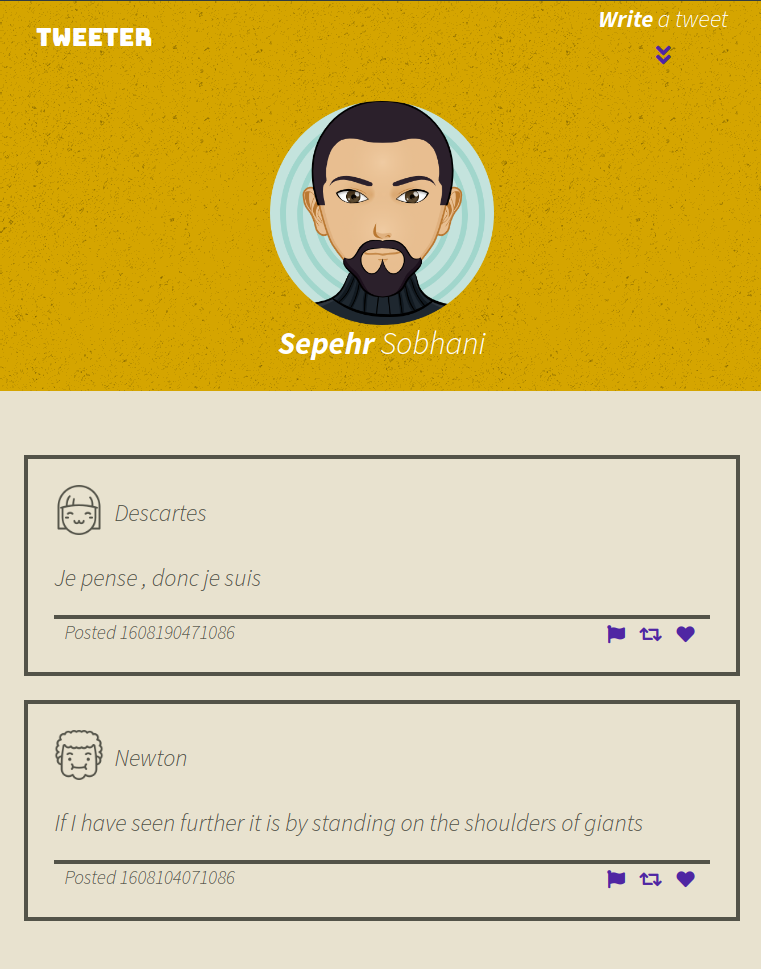 TWEETER
Write a tweet
Sepehr Sobhani
Descartes
Je pense , donc je suis
Posted 1608190471086
Newton
If I have seen further it is by standing on the shoulders of giants
Posted 1608104071086